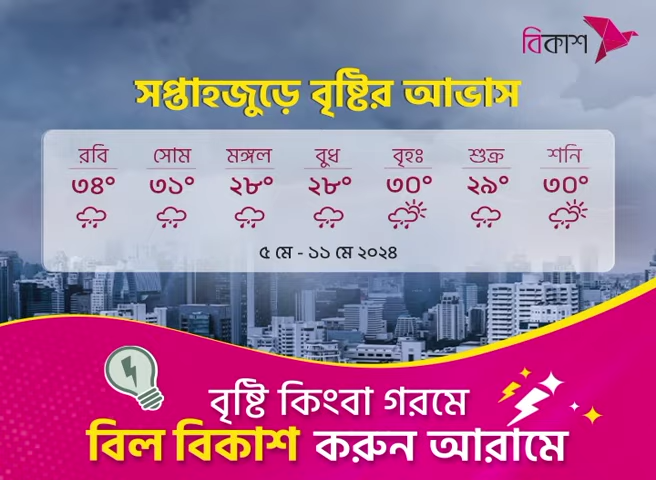 বিকাশ
সপ্তাহজুড়ে বৃষ্টির আভাস
রবি সোম মঙ্গল বুধ বৃহঃ শুক্র শনি
৩৪° ৩১° ২৮° ২৮° ৩০° ২৯° ৩০°
৫ মে - ১১ মে ২০২৪
বৃষ্টি কিংবা গরমে
বিল বিকাশ করুন আরামে